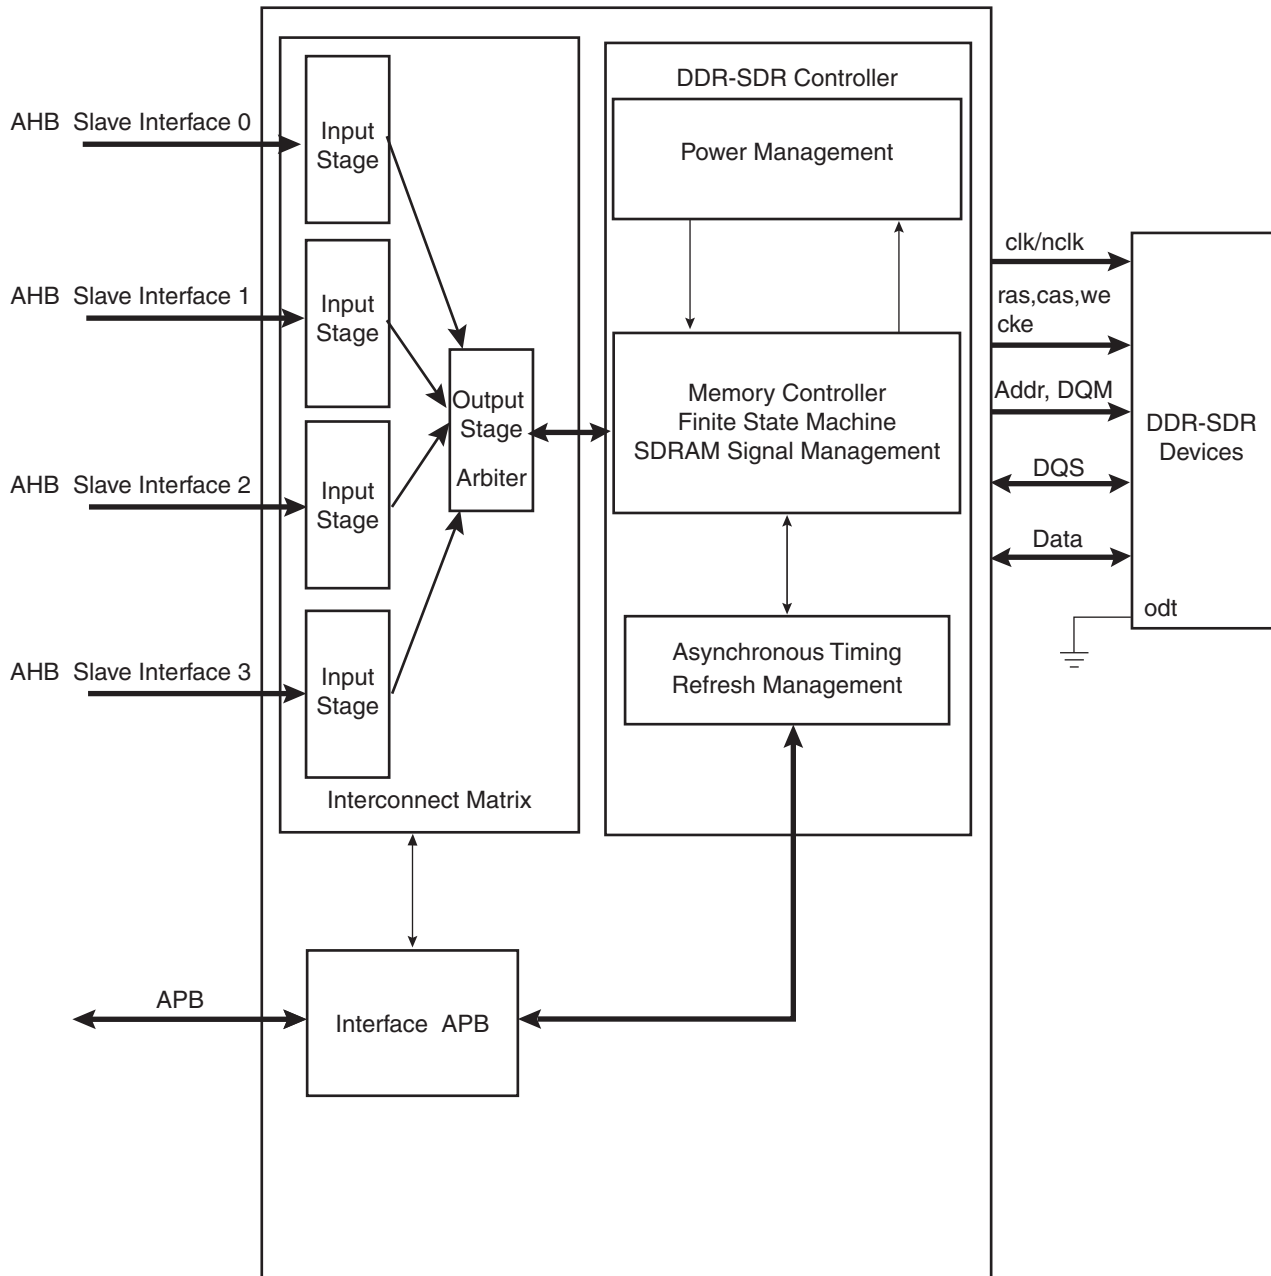 DDR-SDR Controller
AHB  Slave Interface 0
Input
Stage
Power Management
AHB  Slave Interface 1
Input
Stage
clk/nclk
ras,cas,we
cke
Addr, DQM
DQS
Data
DDR-SDR
Devices
odt
Output
Stage
Arbiter
Memory Controller
Finite State Machine
SDRAM Signal Management
AHB  Slave Interface 2
Input
Stage
AHB  Slave Interface 3
Input
Stage
Asynchronous Timing
Refresh Management
Interconnect Matrix
APB
Interface  APB